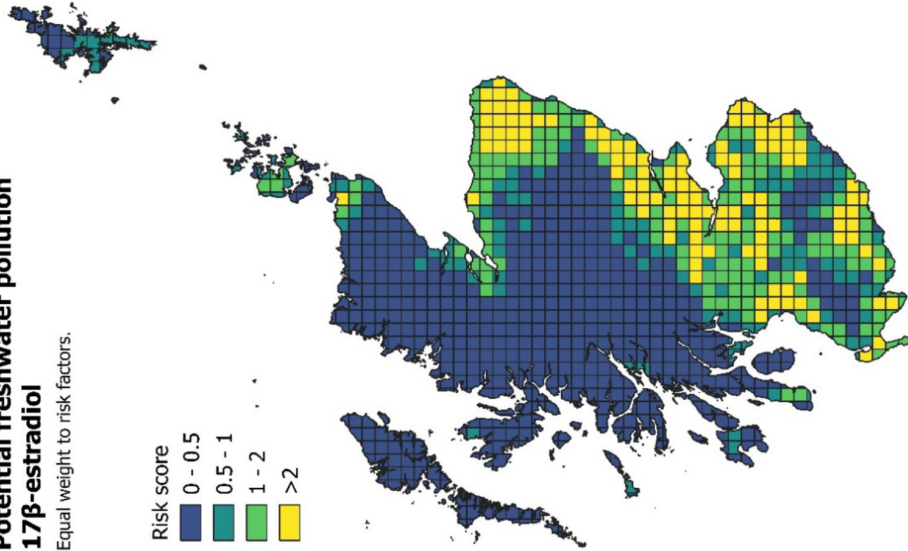 Potential freshwater pollution
17β-estradiol
Equal weight to risk factors.
Risk score
0 - 0.5
0.5 - 1
1 - 2
>2